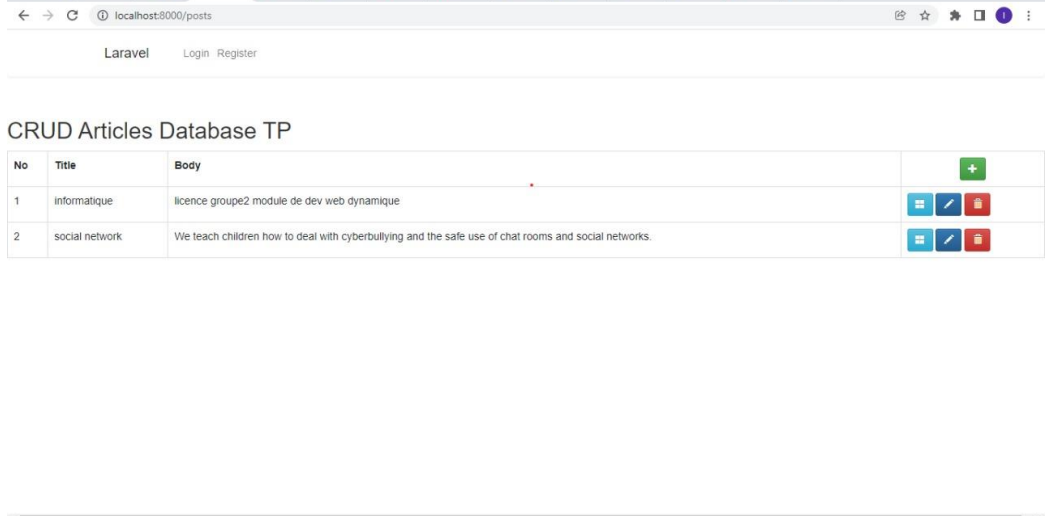 localhost:8000/posts
I
Laravel Login Register
CRUD Articles Database TP
No Title Body
1 informatique licence groupe2 module de dev web dynamique
2 social network We teach children how to deal with cyberbullying and the safe use of chat rooms and social networks.